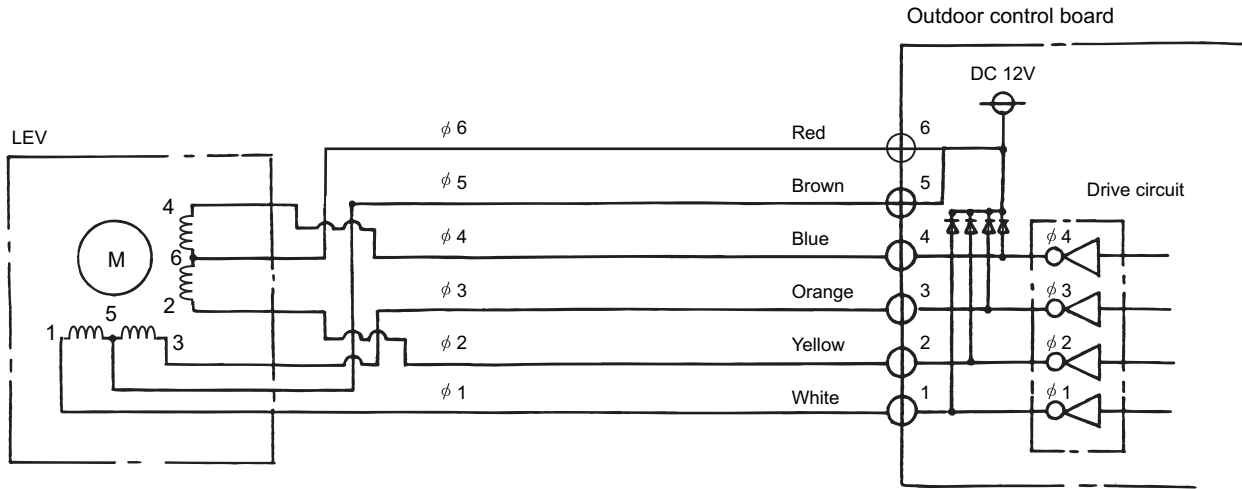 Outdoor control board
DC 12V
LEV
ϕ 6 Red 6
ϕ 5 Brown 5
Drive circuit
4 ϕ 4 Blue 4 ϕ 4
M 6
2 ϕ 3 Orange 3 ϕ 3
5
1 3 ϕ 2 Yellow 2 ϕ 2
ϕ 1 White 1 ϕ 1